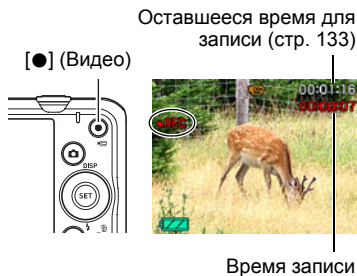 Оставшееся время для
записи (стр. 133)
[●] (Видео)
00:01:16
00:00:07
●REC
DISP
SET
Время записи